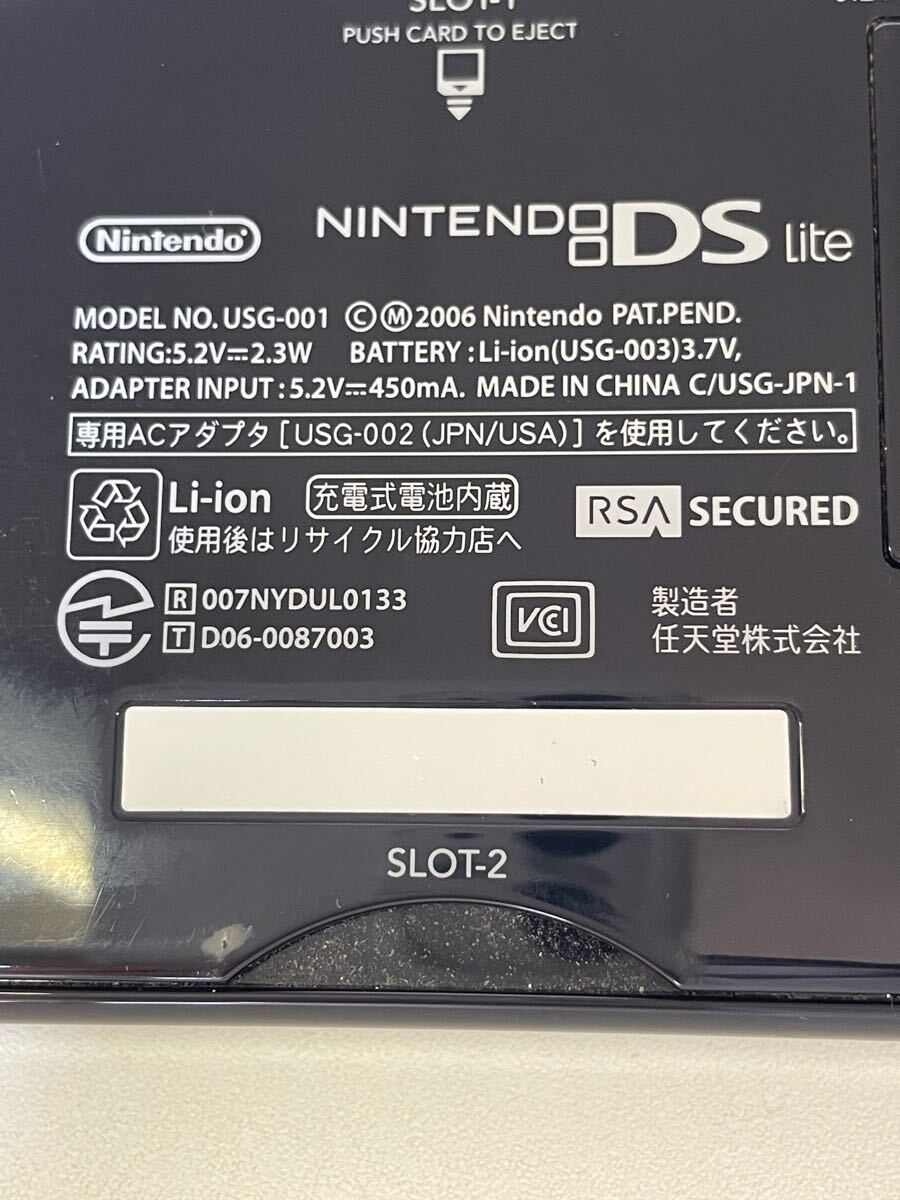 SLOT-1
PUSH CARD TO EJECT
Nintendo
NINTENDO DS Lite
MODEL NO. USG-001 ⒸⓂ2006 Nintendo PAT.PEND.
RATING:5.2V⎓2.3W BATTERY:Li-ion(USG-003)3.7V,
ADAPTER INPUT:5.2V⎓450mA. MADE IN CHINA C/USG-JPN-1
専用ACアダプタ[USG-002(JPN/USA)]を使用してください。
Li-ion 充電式電池内蔵
使用後はリサイクル協力店へ
RSA SECURED
R 007NYDUL0133
T D06-0087003
VCCI
製造者
任天堂株式会社
SLOT-2